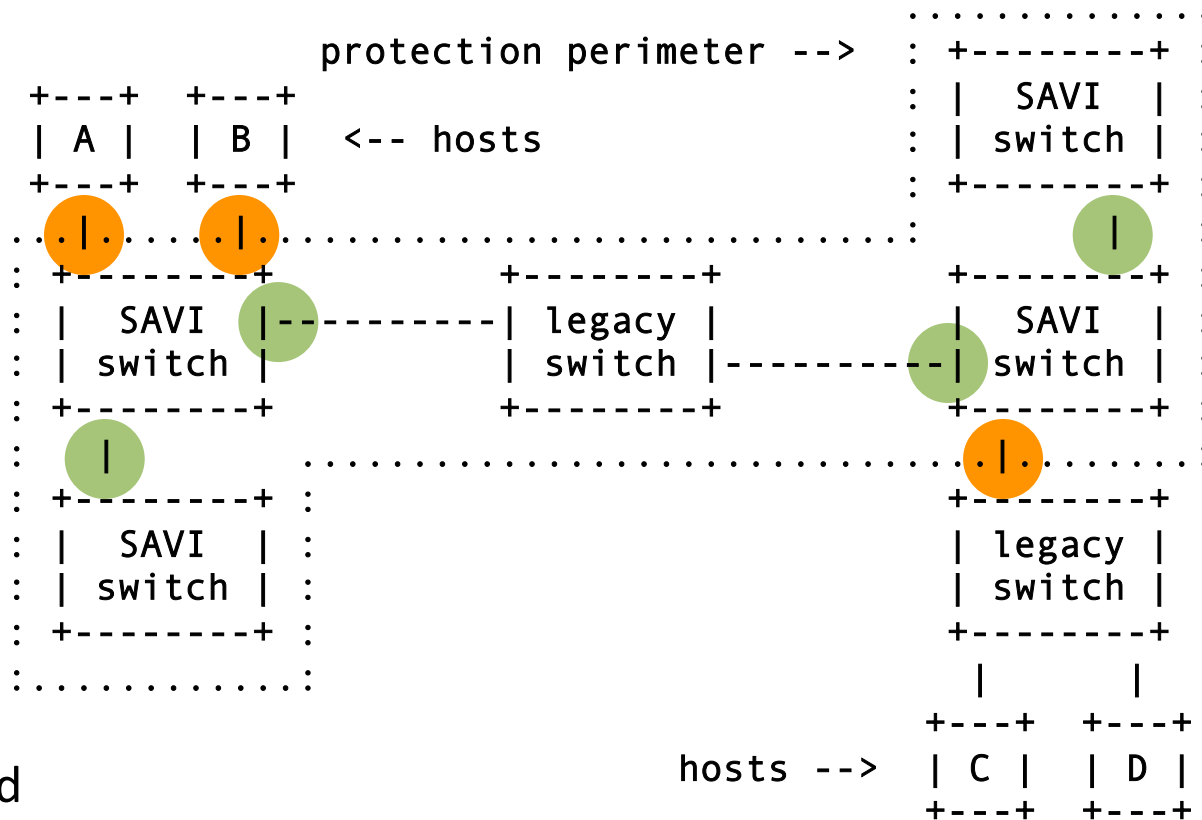 protection perimeter -->
SAVI
switch
A B <-- hosts
SAVI
switch
legacy
switch
SAVI
switch
SAVI
switch
legacy
switch
hosts --> C D
d